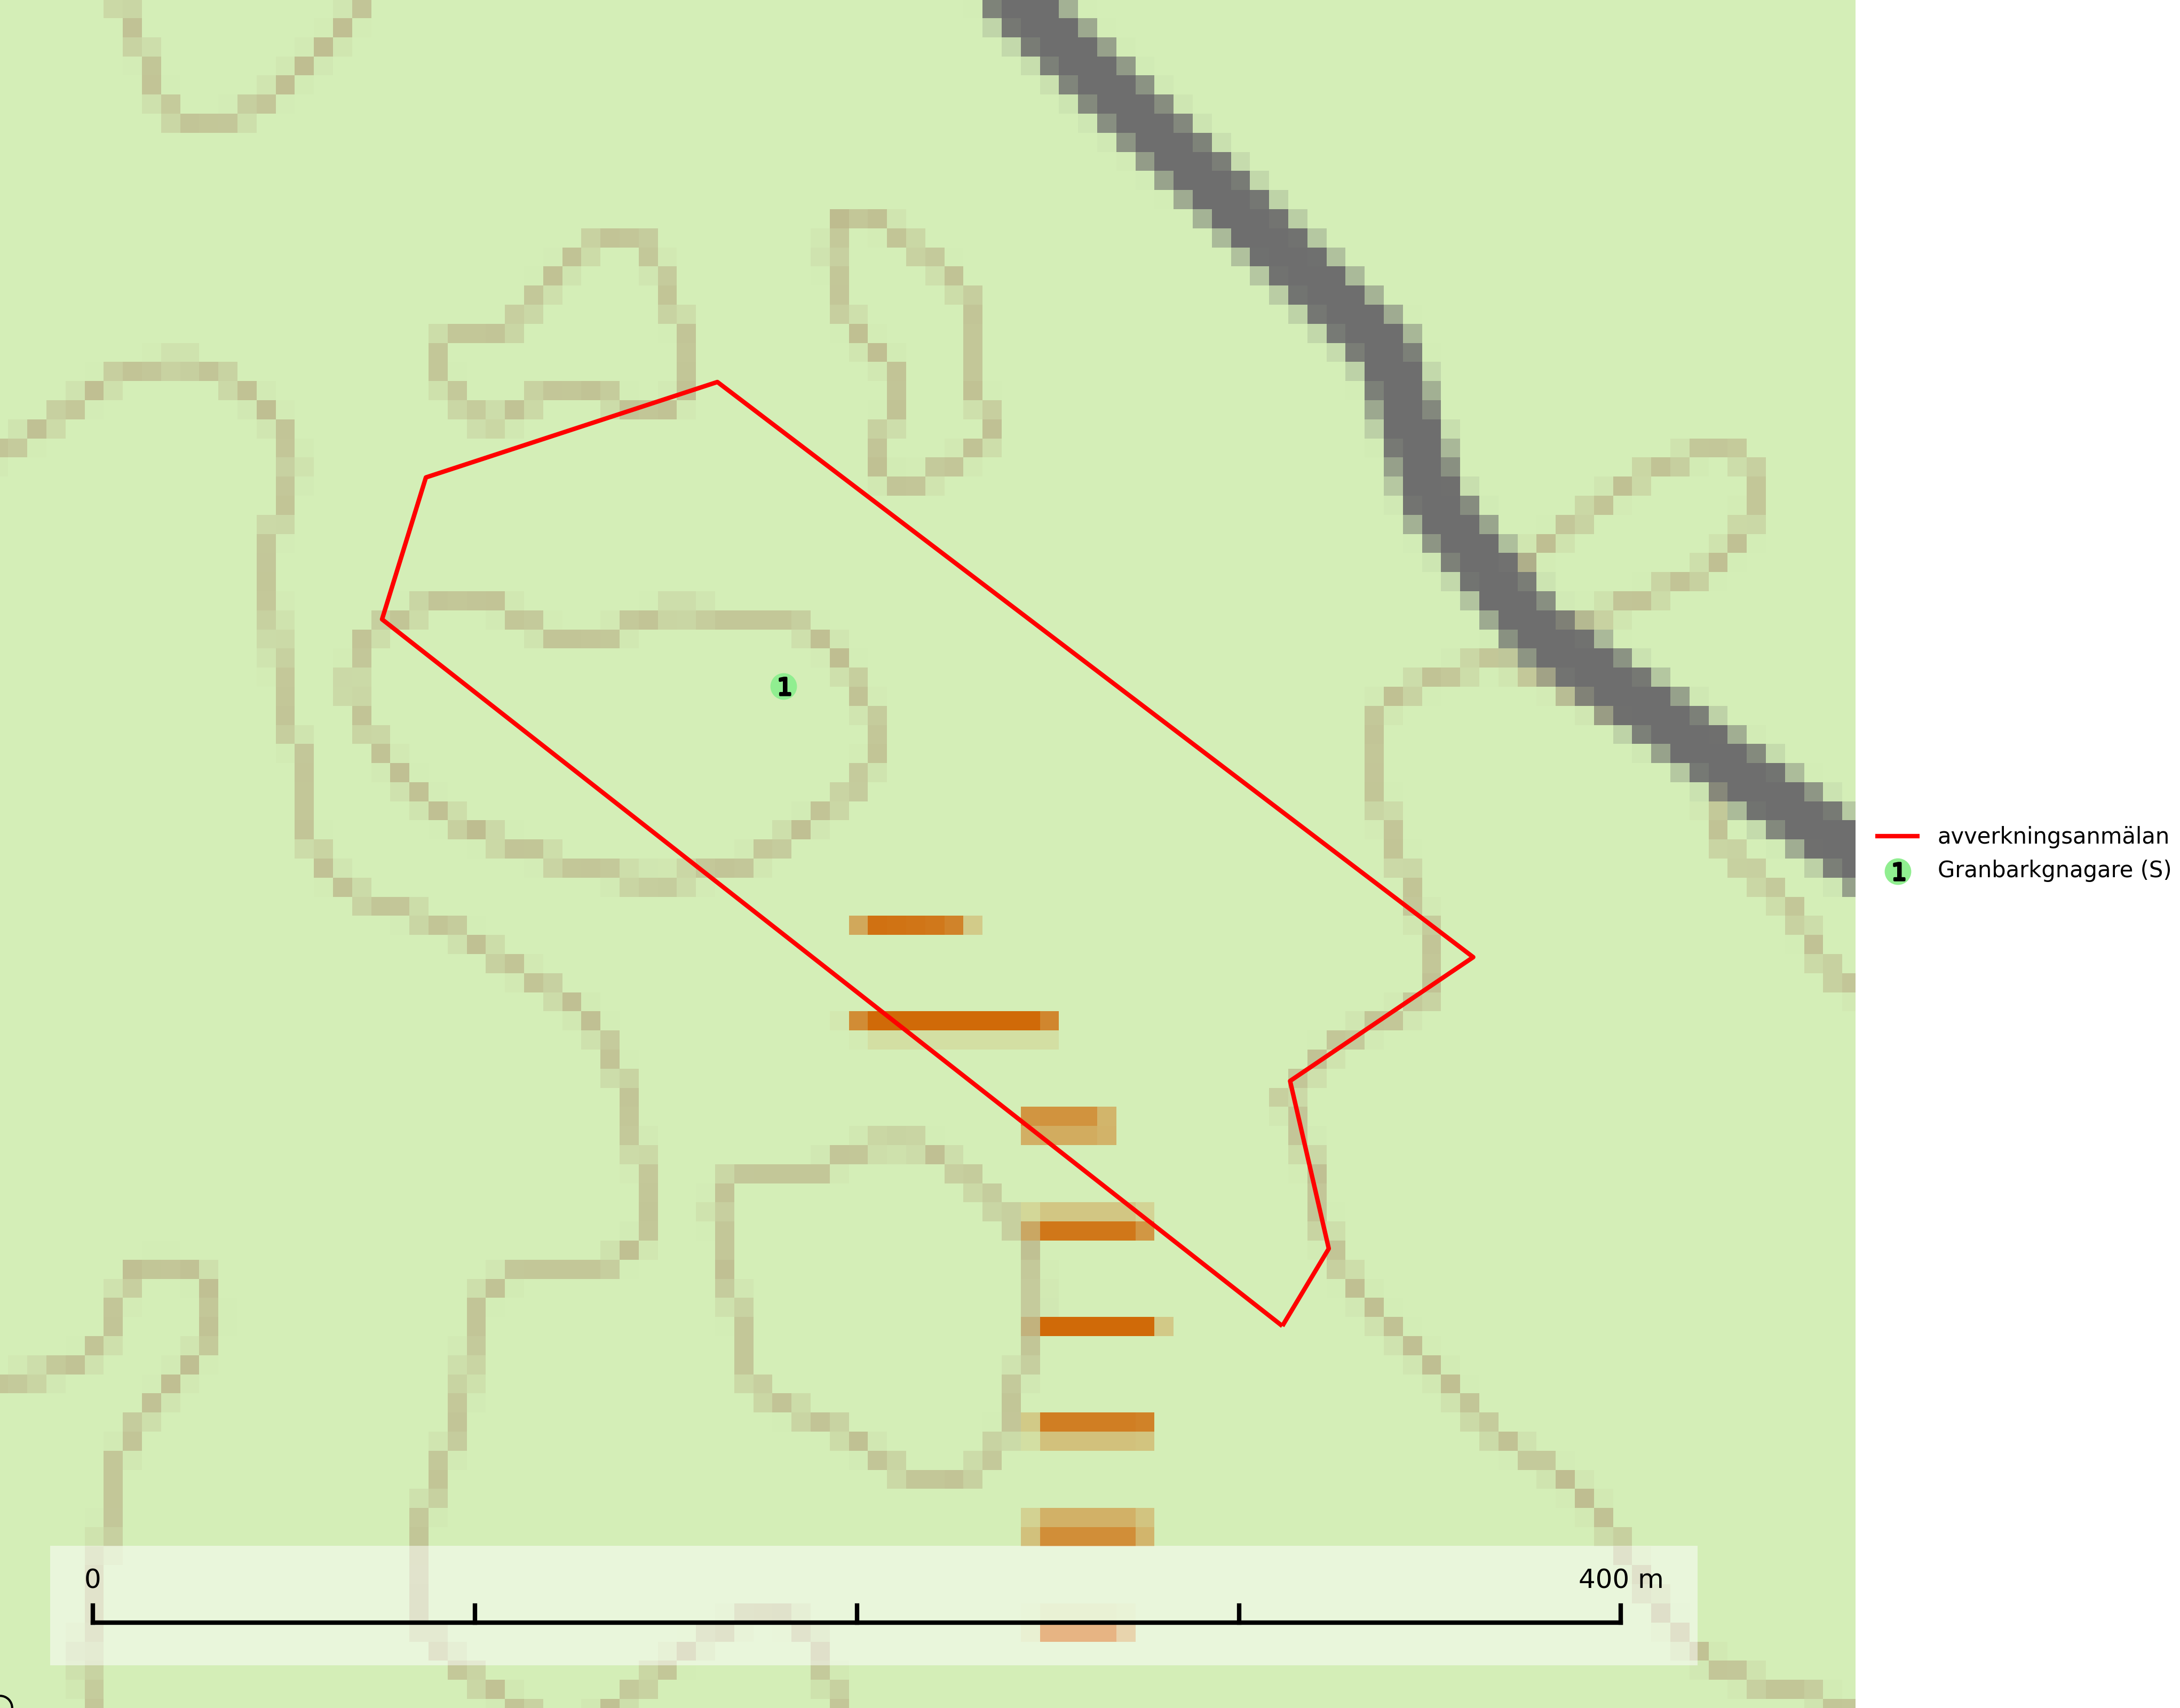 1
avverkningsanmälan
1 Granbarkgnagare (S)
0 400 m